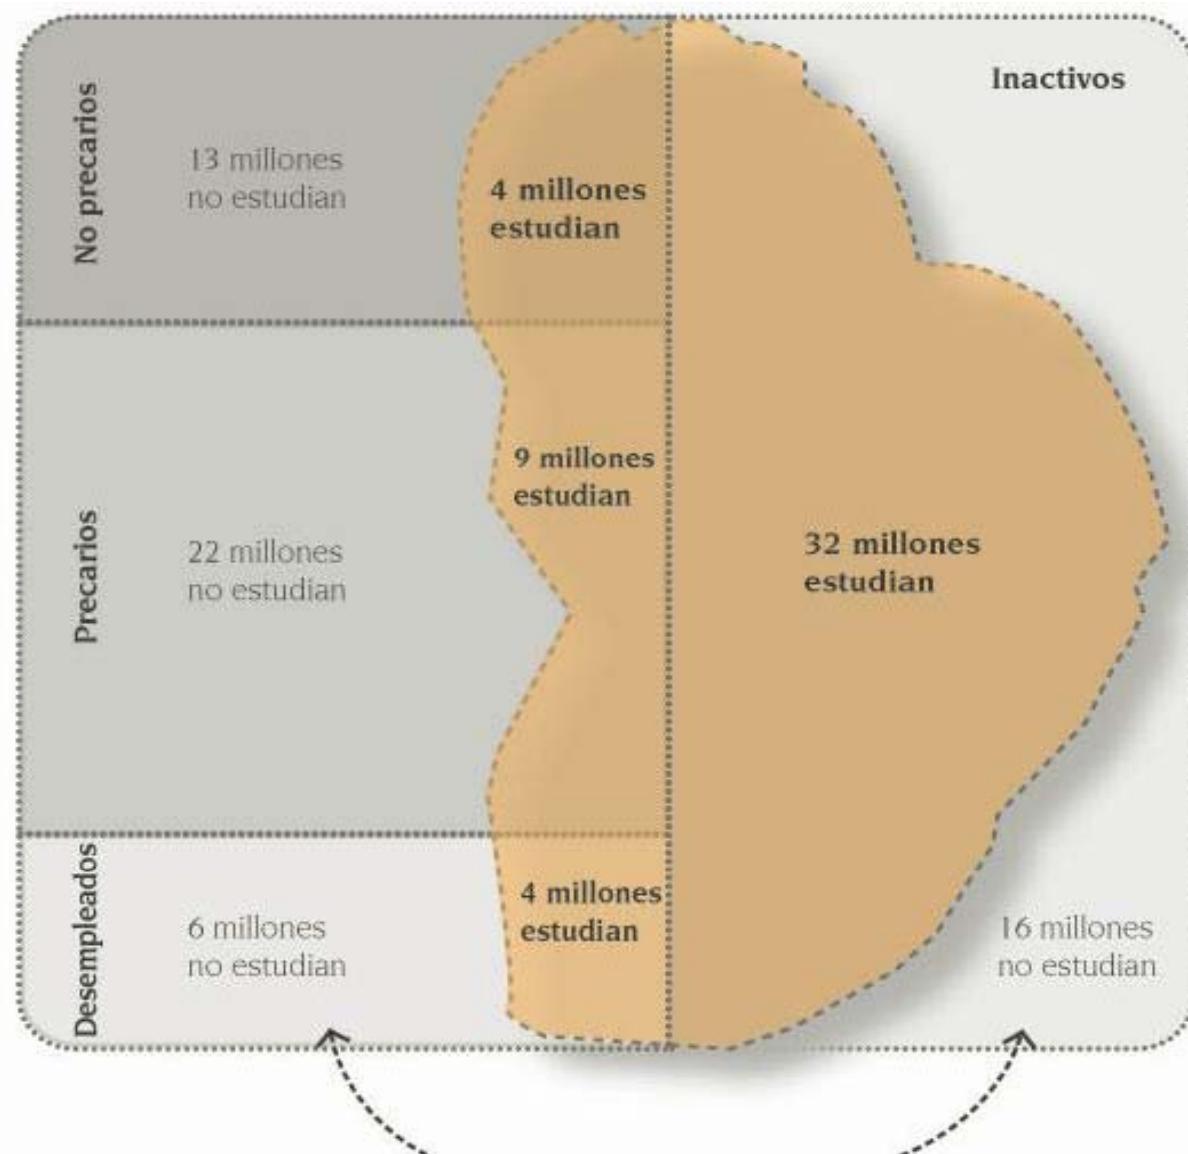 Inactivos
No precarios
13 millones
no estudian
4 millones
estudian
Precarios
22 millones
no estudian
9 millones
estudian
32 millones
estudian
Desempleados
6 millones
no estudian
4 millones
estudian
16 millones
no estudian